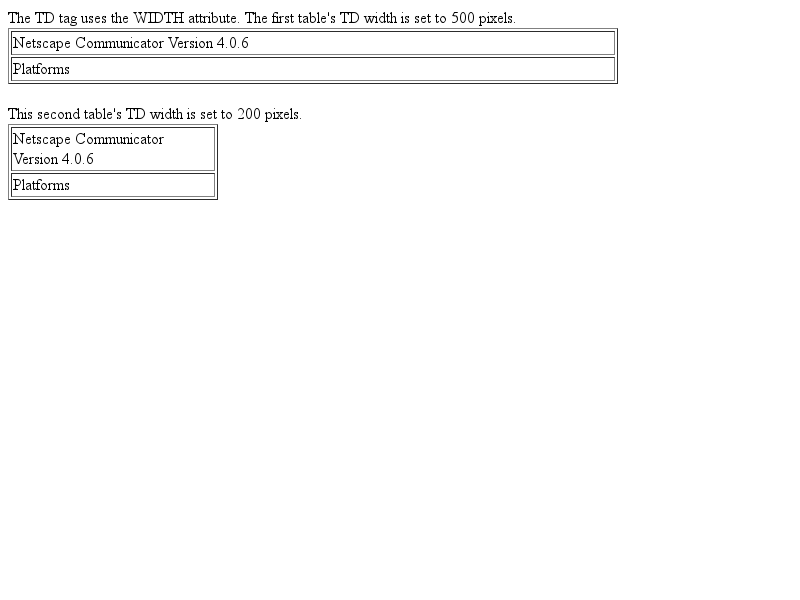 The TD tag uses the WIDTH attribute. The first table's TD width is set to 500 pixels.
Netscape Communicator Version 4.0.6
Platforms
This second table's TD width is set to 200 pixels.
Netscape Communicator
Version 4.0.6
Platforms